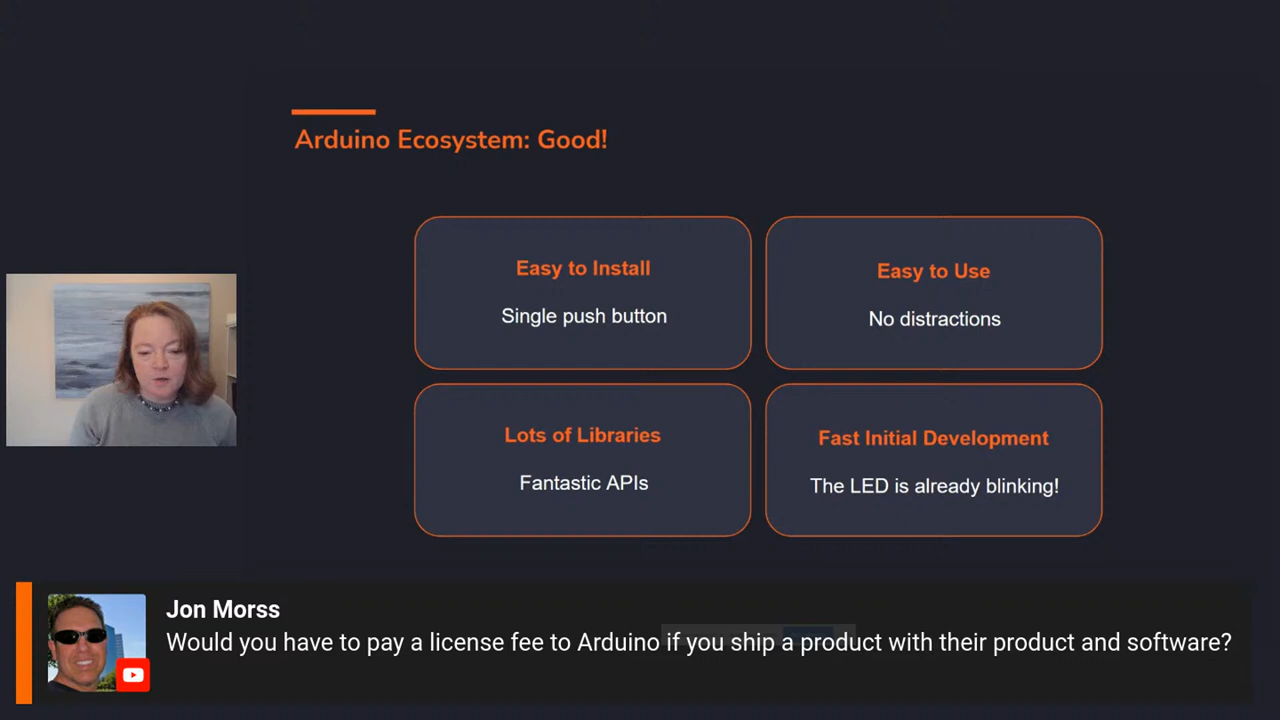 Arduino Ecosystem: Good!
Easy to Install
Single push button
Easy to Use
No distractions
Lots of Libraries
Fantastic APIs
Fast Initial Development
The LED is already blinking!
Jon Morss
Would you have to pay a license fee to Arduino if you ship a product with their product and software?